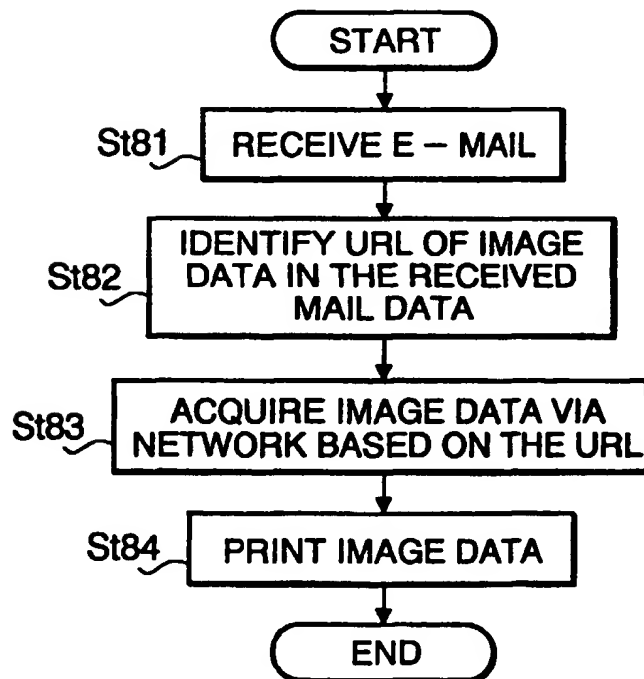 START
St81
RECEIVE E – MAIL
St82
IDENTIFY URL OF IMAGE
DATA IN THE RECEIVED
MAIL DATA
St83
ACQUIRE IMAGE DATA VIA
NETWORK BASED ON THE URL
St84
PRINT IMAGE DATA
END